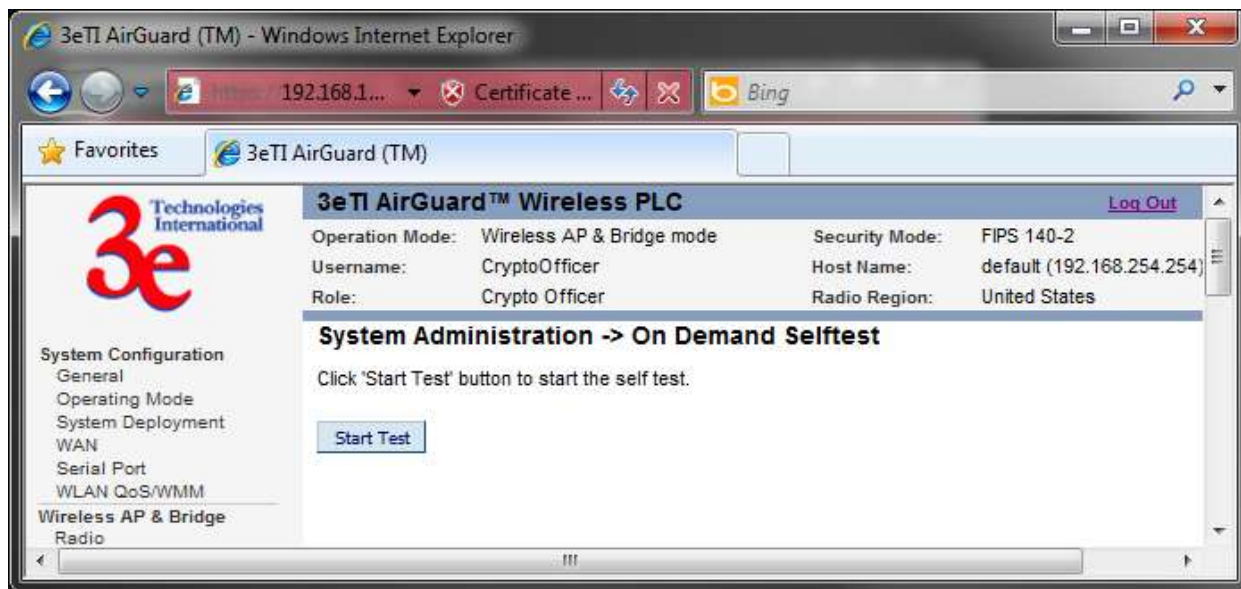 3eTI AirGuard (TM) - Windows Internet Explorer
192.168.1... Certificate ... Bing
Favorites 3eTI AirGuard (TM)
3e Technologies International
3eTI AirGuard™ Wireless PLC Log Out
Operation Mode: Wireless AP & Bridge mode Security Mode: FIPS 140-2
Username: CryptoOfficer Host Name: default (192.168.254.254)
Role: Crypto Officer Radio Region: United States
System Administration -> On Demand Selftest
Click 'Start Test' button to start the self test.
Start Test
System Configuration
General
Operating Mode
System Deployment
WAN
Serial Port
WLAN QoS/WMM
Wireless AP & Bridge
Radio